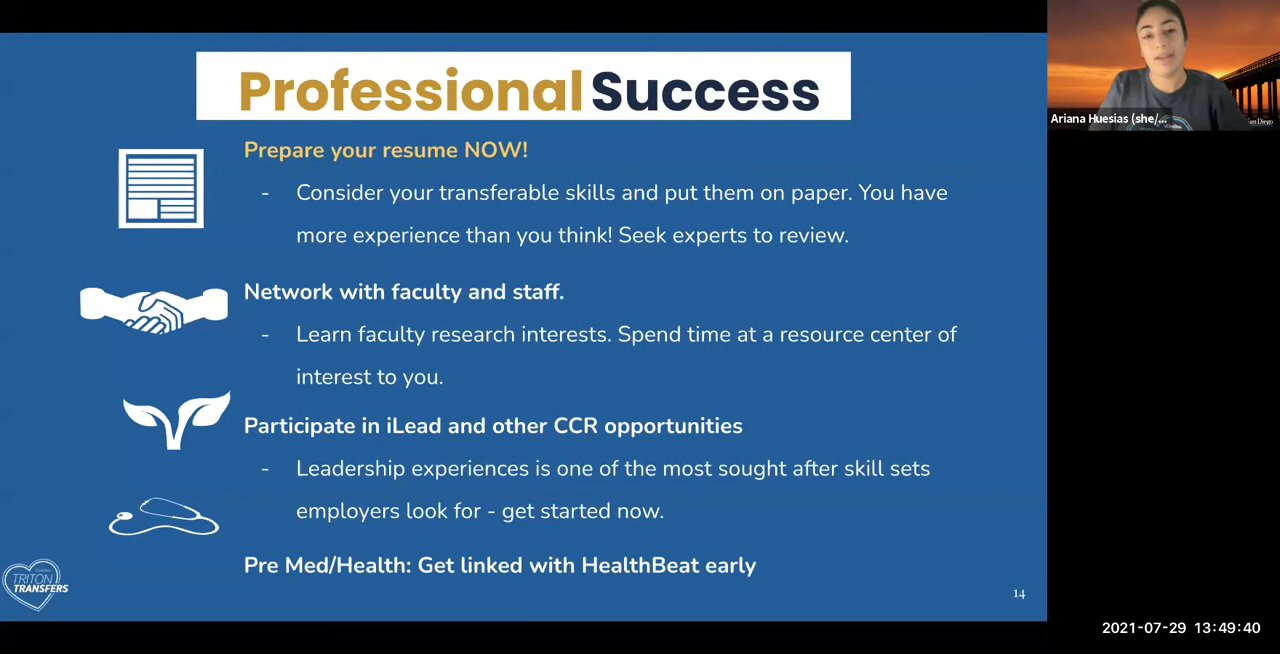 Professional Success
Prepare your resume NOW!
- Consider your transferable skills and put them on paper. You have
more experience than you think! Seek experts to review.
Network with faculty and staff.
- Learn faculty research interests. Spend time at a resource center of
interest to you.
Participate in iLead and other CCR opportunities
- Leadership experiences is one of the most sought after skill sets
employers look for - get started now.
Pre Med/Health: Get linked with HealthBeat early
TRITON
TRANSFERS
14
Ariana Huesias (she/...
San Diego
2021-07-29 13:49:40